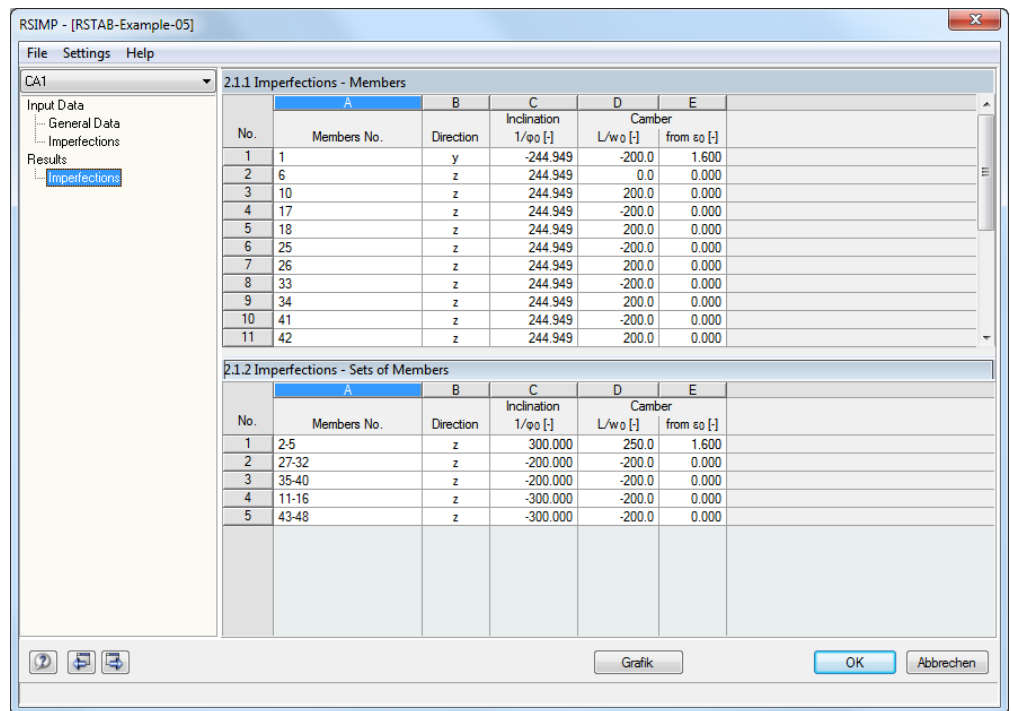 RSIMP - [RSTAB-Example-05]
File Settings Help
CA1
Input Data
General Data
Imperfections
Results
Imperfections
2.1.1 Imperfections - Members
A B C D E
Inclination Camber
No. Members No. Direction 1/φ0 [-] L/w0 [-] from ε0 [-]
1 1 y -244.949 -200.0 1.600
2 6 z 244.949 0.0 0.000
3 10 z 244.949 200.0 0.000
4 17 z 244.949 -200.0 0.000
5 18 z 244.949 200.0 0.000
6 25 z 244.949 -200.0 0.000
7 26 z 244.949 200.0 0.000
8 33 z 244.949 -200.0 0.000
9 34 z 244.949 200.0 0.000
10 41 z 244.949 -200.0 0.000
11 42 z 244.949 200.0 0.000
2.1.2 Imperfections - Sets of Members
A B C D E
Inclination Camber
No. Members No. Direction 1/φ0 [-] L/w0 [-] from ε0 [-]
1 2-5 z 300.000 250.0 1.600
2 27-32 z -200.000 -200.0 0.000
3 35-40 z -200.000 -200.0 0.000
4 11-16 z -300.000 -200.0 0.000
5 43-48 z -300.000 -200.0 0.000
Grafik OK Abbrechen